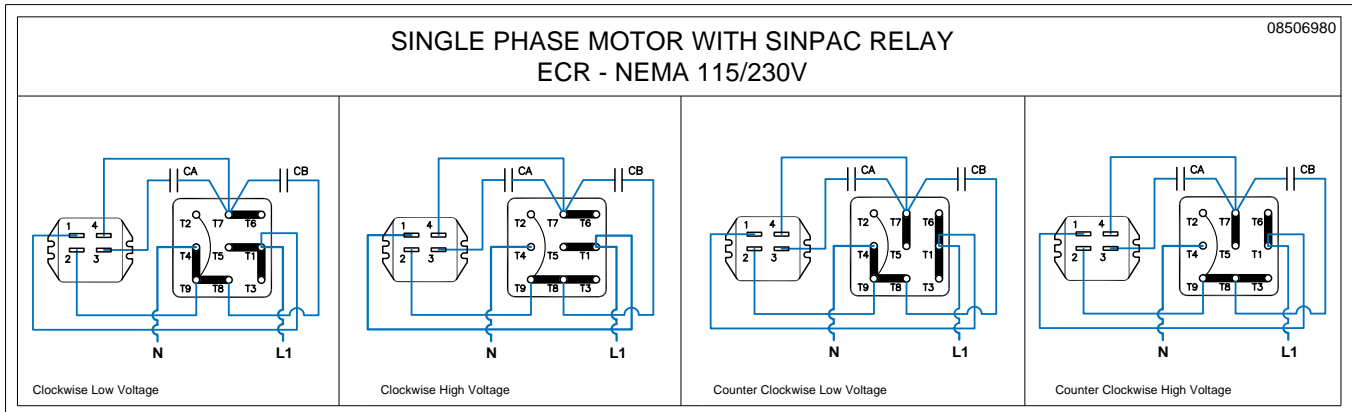 08506980
SINGLE PHASE MOTOR WITH SINPAC RELAY
ECR - NEMA 115/230V
CA CB
1 4
2 3
T2 T7 T6
T4 T5 T1
T9 T8 T3
N L1
Clockwise Low Voltage
CA CB
1 4
2 3
T2 T7 T6
T4 T5 T1
T9 T8 T3
N L1
Clockwise High Voltage
CA CB
1 4
2 3
T2 T7 T6
T4 T5 T1
T9 T8 T3
N L1
Counter Clockwise Low Voltage
CA CB
1 4
2 3
T2 T7 T6
T4 T5 T1
T9 T8 T3
N L1
Counter Clockwise High Voltage